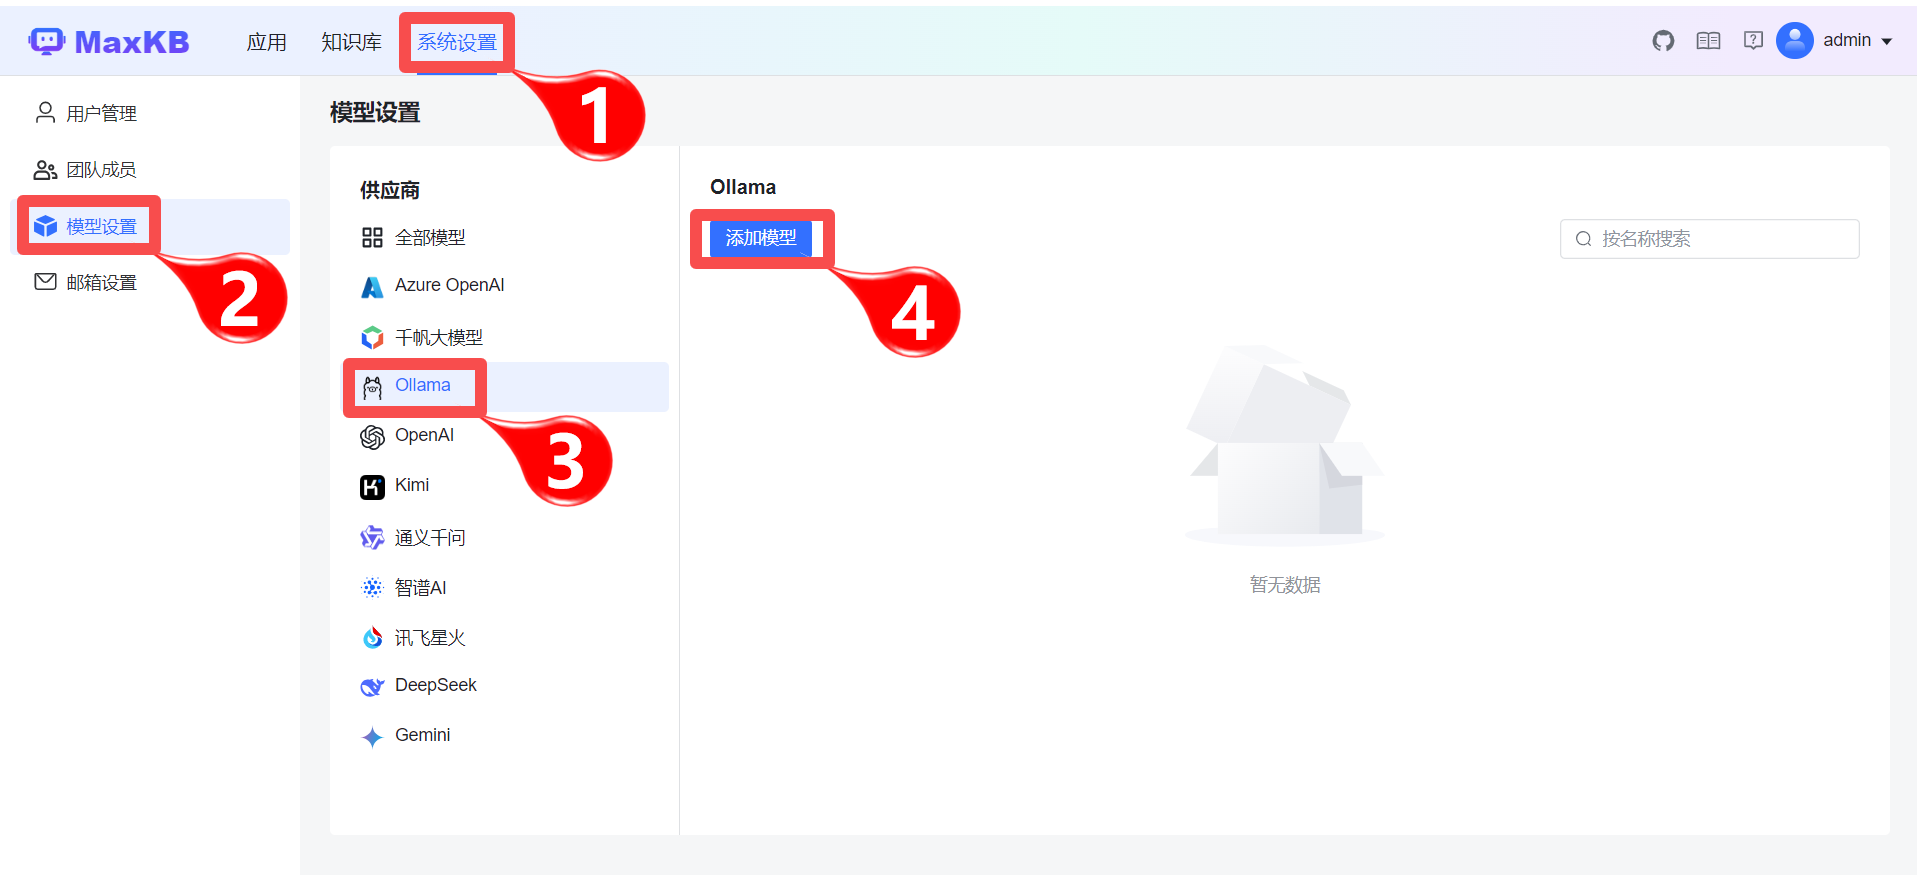 MaxKB
应用
知识库
系统设置
admin
1
用户管理
团队成员
模型设置
2
邮箱设置
模型设置
供应商
全部模型
Azure OpenAI
千帆大模型
Ollama
3
OpenAI
Kimi
通义千问
智谱AI
讯飞星火
DeepSeek
Gemini
Ollama
添加模型
4
按名称搜索
暂无数据